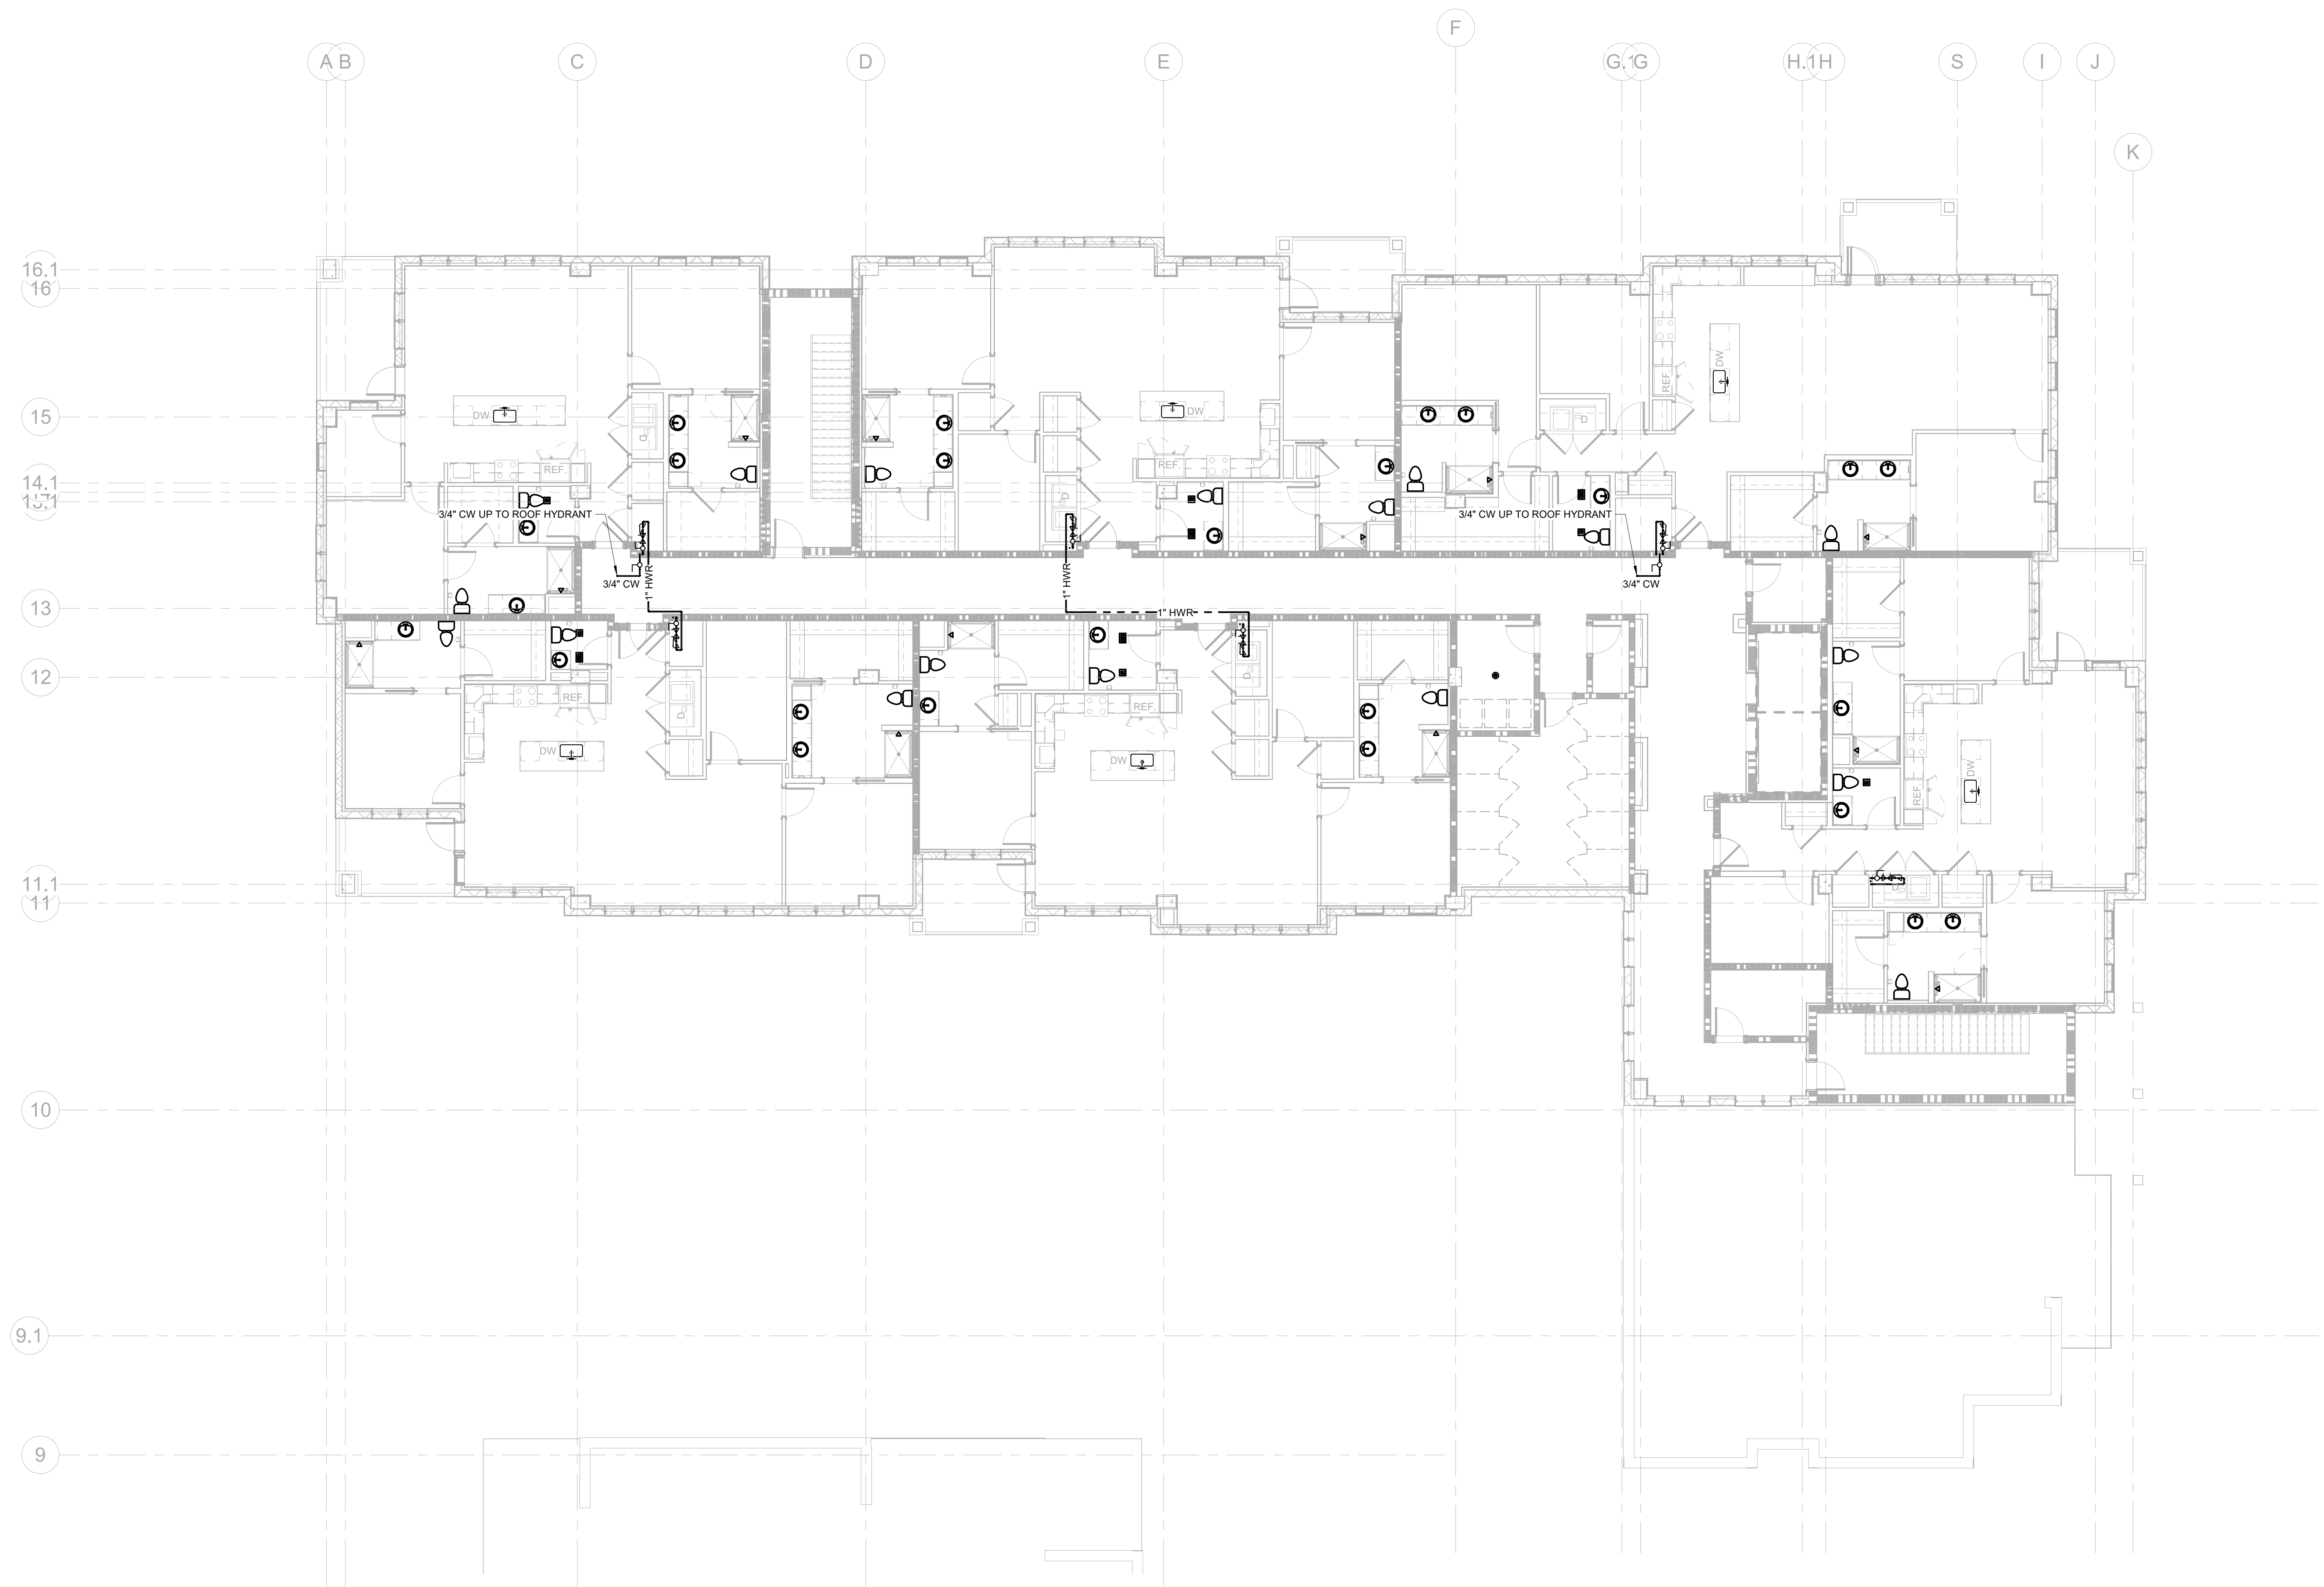 F
A B C D E G.1 G H.1 H S I J
K
16.1
16
DW
REF.
15
DW
DW
D
D
REF.
REF.
14.1
13.1
D
3/4" CW UP TO ROOF HYDRANT
3/4" CW UP TO ROOF HYDRANT
1" HWR
1" HWR
3/4" CW
3/4" CW
13
1" HWR
12
D
REF.
REF.
D
DW
DW
DW
REF.
11.1
11
D
10
9.1
9